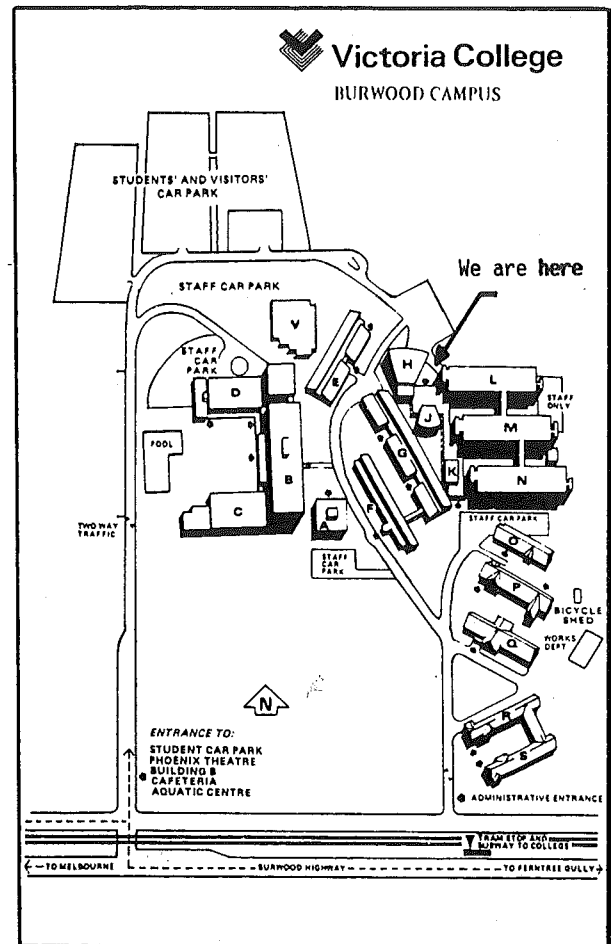 Victoria College
BURWOOD CAMPUS
STUDENTS' AND VISITORS'
CAR PARK
We are here
STAFF CAR PARK
V
STAFF
CAR
PARK
H
L
E
D
STAFF
ONLY
J
M
POOL
G
B
K
N
C
F
A
STAFF CAR PARK
TWO WAY
TRAFFIC
O
STAFF
CAR
PARK
P
BICYCLE
SHED
Q
WORKS
DEPT
N
R
ENTRANCE TO:
STUDENT CAR PARK
PHOENIX THEATRE
BUILDING B
CAFETERIA
AQUATIC CENTRE
S
ADMINISTRATIVE ENTRANCE
TRAM STOP AND
SUBWAY TO COLLEGE
TO MELBOURNE
BURWOOD HIGHWAY
TO FERNTREE GULLY